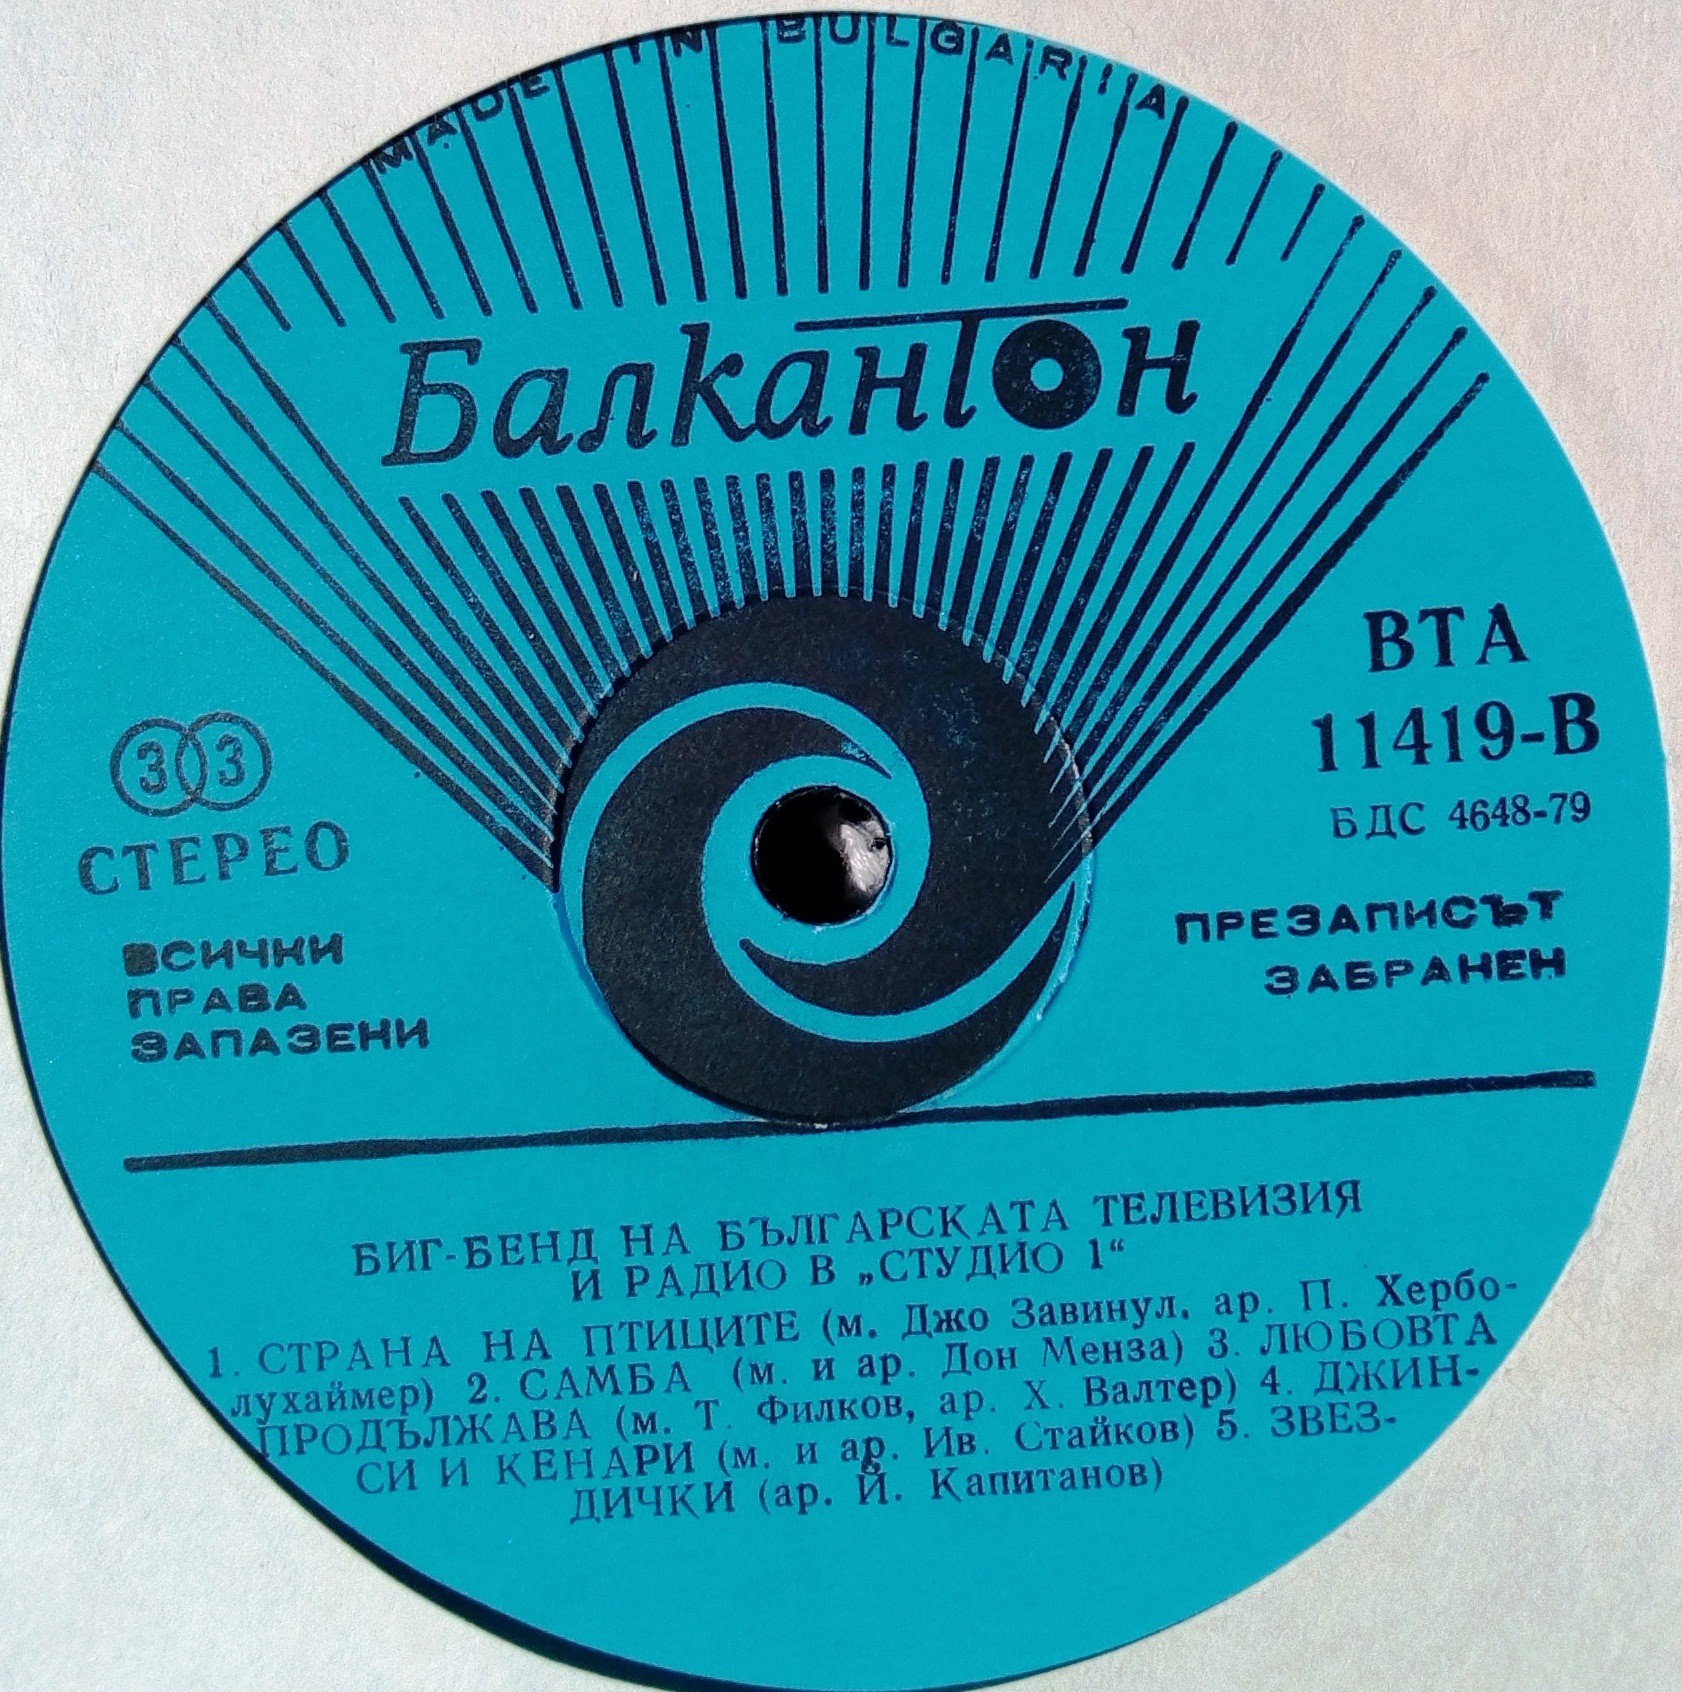 MADE IN BULGARIA
Балкантон
ВТА
11419-В
БДС 4648-79
33
СТЕРЕО
ВСИЧКИ
ПРАВА
ЗАПАЗЕНИ
ПРЕЗАПИСЪТ
ЗАБРАНЕН
БИГ-БЕНД НА БЪЛГАРСКАТА ТЕЛЕВИЗИЯ
И РАДИО В „СТУДИО 1“
1. СТРАНА НА ПТИЦИТЕ (м. Джо Завинул, ар. П. Хербо-
лухаймер) 2. САМБА (м. и ар. Дон Менза) 3. ЛЮБОВТА
ПРОДЪЛЖАВА (м. Т. Филков, ар. Х. Валтер) 4. ДЖИН-
СИ И КЕНАРИ (м. и ар. Ив. Стайков) 5. ЗВЕЗ-
ДИЧКИ (ар. Й. Капитанов)